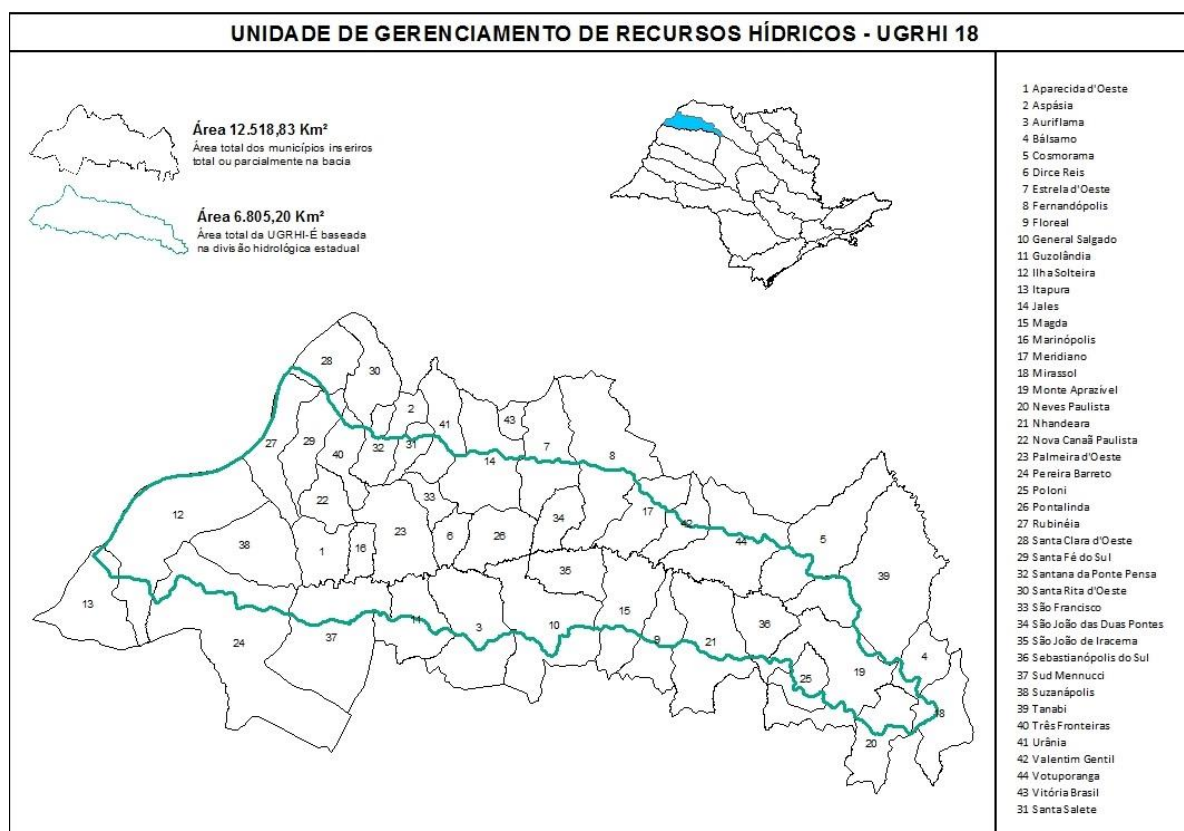 UNIDADE DE GERENCIAMENTO DE RECURSOS HÍDRICOS - UGRHI 18
Área 12.518,83 Km²
Área total dos municípios inseriros
total ou parcialmente na bacia
Área 6.805,20 Km²
Área total da UGRHI-É baseada
na divisão hidrológica estadual
28
30
2
41
43
27
29
40
32
31
14
7
8
12
22
33
34
17
42
44
5
38
1
16
23
6
26
35
39
13
24
37
11
3
10
15
9
21
36
25
19
4
18
20
1 Aparecida d'Oeste
2 Aspásia
3 Auriflama
4 Bálsamo
5 Cosmorama
6 Dirce Reis
7 Estrela d'Oeste
8 Fernandópolis
9 Floreal
10 General Salgado
11 Guzolândia
12 Ilha Solteira
13 Itapura
14 Jales
15 Magda
16 Marinópolis
17 Meridiano
18 Mirassol
19 Monte Aprazível
20 Neves Paulista
21 Nhandeara
22 Nova Canaã Paulista
23 Palmeira d'Oeste
24 Pereira Barreto
25 Poloni
26 Pontalinda
27 Rubinéia
28 Santa Clara d'Oeste
29 Santa Fé do Sul
32 Santana da Ponte Pensa
30 Santa Rita d'Oeste
33 São Francisco
34 São João das Duas Pontes
35 São João de Iracema
36 Sebastianópolis do Sul
37 Sud Mennucci
38 Suzanápolis
39 Tanabi
40 Três Fronteiras
41 Urânia
42 Valentim Gentil
44 Votuporanga
43 Vitória Brasil
31 Santa Salete